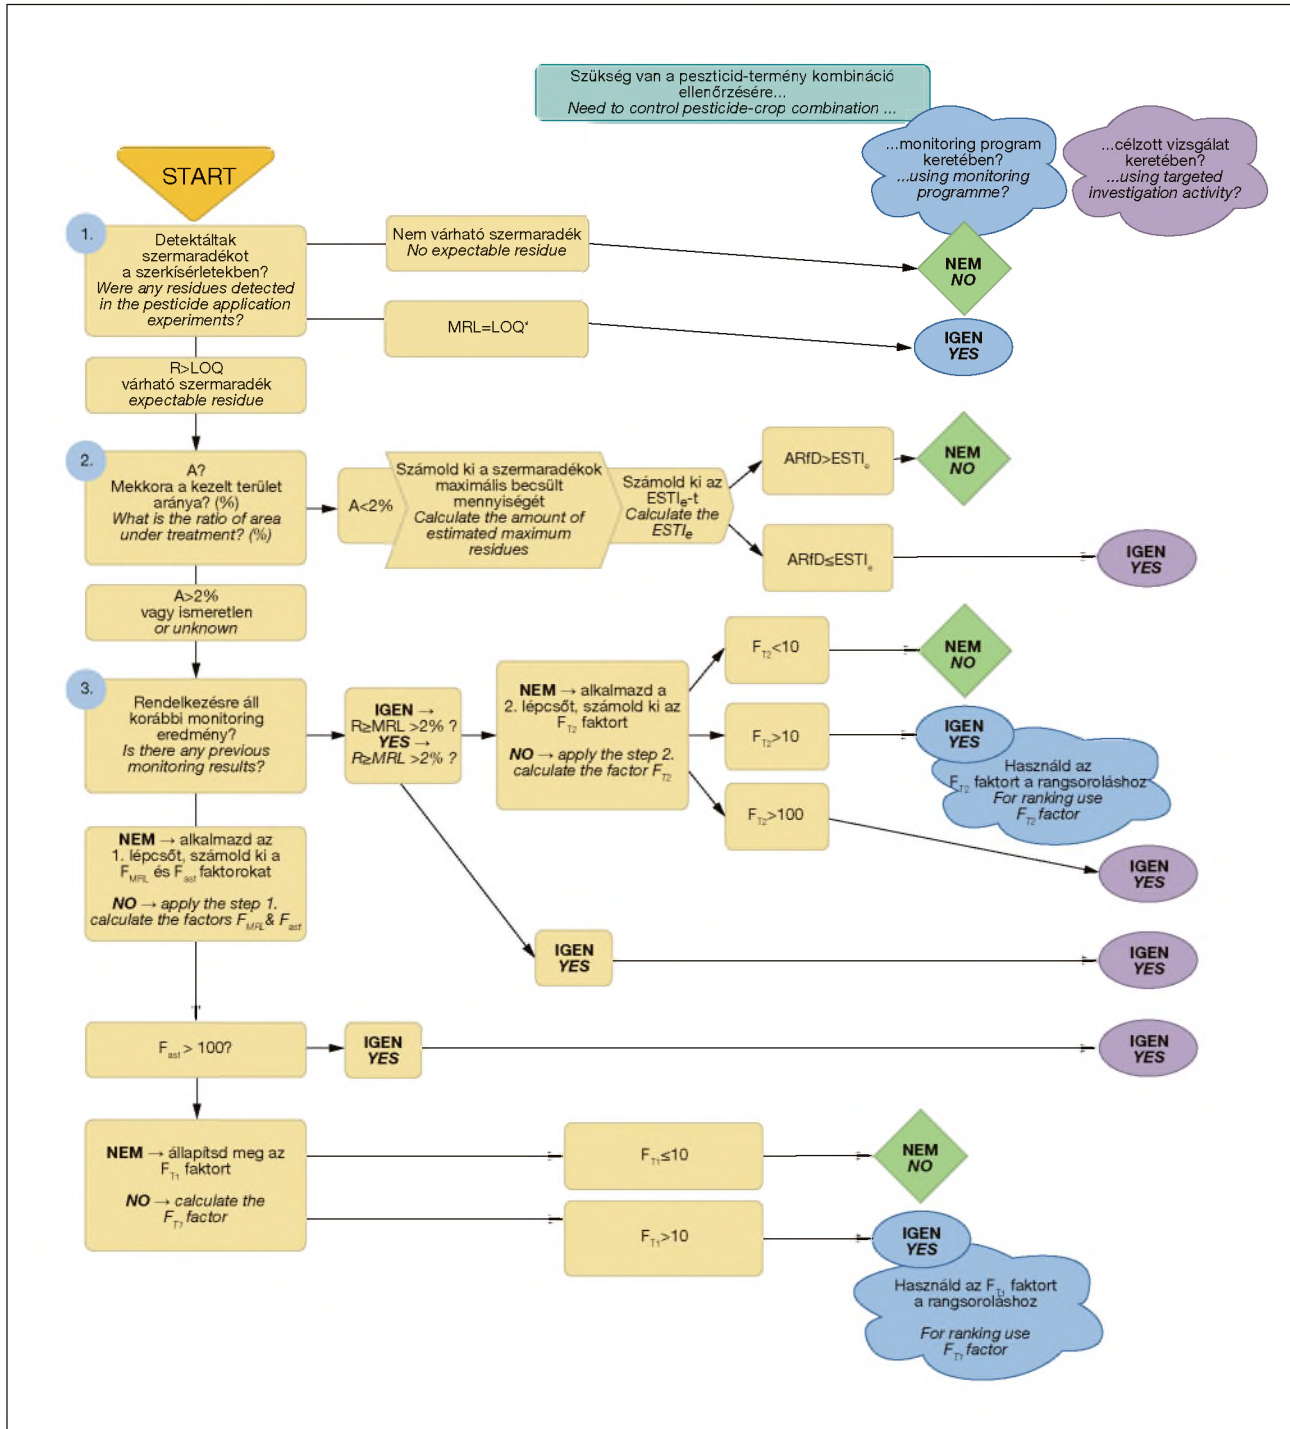 Szükség van a peszticid-termény kombináció
ellenőrzésére...
Need to control pesticide-crop combination ...
...monitoring program
keretében?
...using monitoring
programme?
...célzott vizsgálat
keretében?
...using targeted
investigation activity?
START
1.
Detektáltak
szermaradékot
a szerkísérletekben?
Were any residues detected
in the pesticide application
experiments?
Nem várható szermaradék
No expectable residue
NEM
NO
MRL=LOQ*
IGEN
YES
R>LOQ
várható szermaradék
expectable residue
2.
A?
Mekkora a kezelt terület
aránya? (%)
What is the ratio of area
under treatment? (%)
A<2%
Számold ki a szermaradékok
maximális becsült
mennyiségét
Calculate the amount of
estimated maximum
residues
Számold ki az
ESTIe-t
Calculate the
ESTIe
ARfD>ESTIe
NEM
NO
ARfD≤ESTIe
IGEN
YES
A>2%
vagy ismeretlen
or unknown
3.
Rendelkezésre áll
korábbi monitoring
eredmény?
Is there any previous
monitoring results?
IGEN →
R≥MRL >2% ?
YES →
R≥MRL >2% ?
NEM → alkalmazd a
2. lépcsőt, számold ki az
FT2 faktort
NO → apply the step 2.
calculate the factor FT2
FT2<10
NEM
NO
FT2>10
IGEN
YES
Használd az
FT2 faktort a rangsoroláshoz
For ranking use
FT2 factor
FT2>100
IGEN
YES
NEM → alkalmazd az
1. lépcsőt, számold ki a
FMRL és Fast faktorokat
NO → apply the step 1.
calculate the factors FMRL & Fast
IGEN
YES
IGEN
YES
Fast > 100?
IGEN
YES
IGEN
YES
NEM → állapítsd meg az
FT1 faktort
NO → calculate the
FT1 factor
FT1≤10
NEM
NO
FT1>10
IGEN
YES
Használd az FT1 faktort
a rangsoroláshoz
For ranking use
FT1 factor